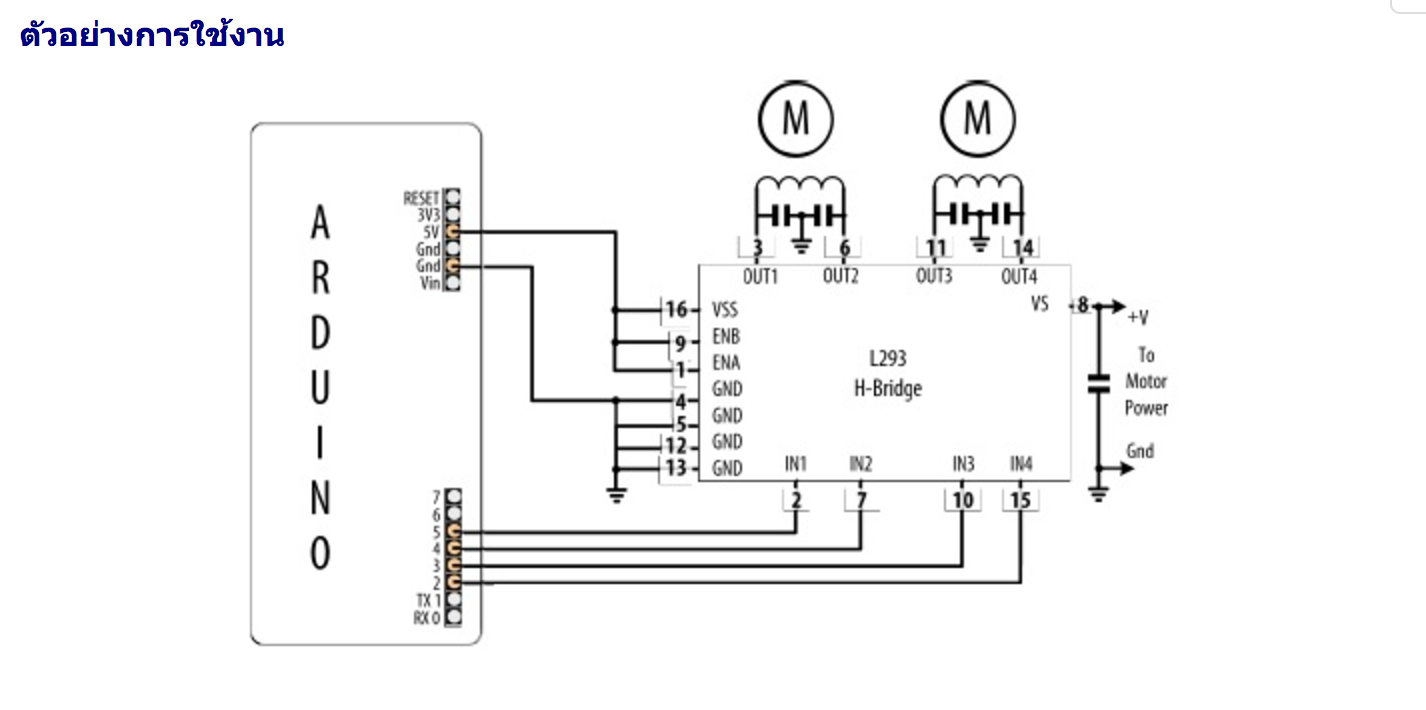 ตัวอย่างการใช้งาน
M M
ARDUINO
RESET
3V3
5V
Gnd
Gnd
Vin
7
6
5
4
3
2
TX 1
RX 0
3 6 11 14
OUT1 OUT2 OUT3 OUT4
16 VSS
9 ENB
1 ENA
4 GND
5 GND
12 GND
13 GND
L293
H-Bridge
VS 8
+V
To
Motor
Power
Gnd
IN1 IN2 IN3 IN4
2 7 10 15